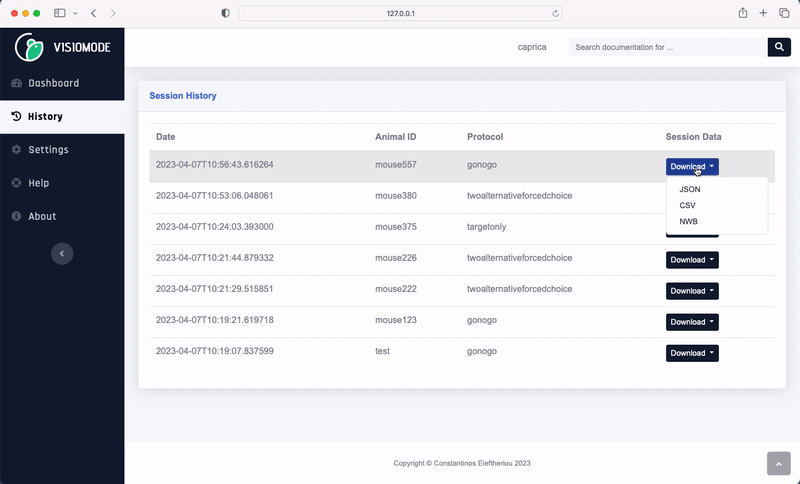 127.0.0.1
VISIOMODE
caprica
Search documentation for ...
Dashboard
History
Settings
Help
About
Session History
Date Animal ID Protocol Session Data
2023-04-07T10:56:43.616264 mouse557 gonogo Download
JSON
CSV
NWB
2023-04-07T10:53:06.048061 mouse380 twoalternativeforcedchoice
2023-04-07T10:24:03.393000 mouse375 targetonly
2023-04-07T10:21:44.879332 mouse226 twoalternativeforcedchoice Download
2023-04-07T10:21:29.515851 mouse222 twoalternativeforcedchoice Download
2023-04-07T10:19:21.619718 mouse123 gonogo Download
2023-04-07T10:19:07.837599 test gonogo Download
Copyright © Constantinos Eleftheriou 2023